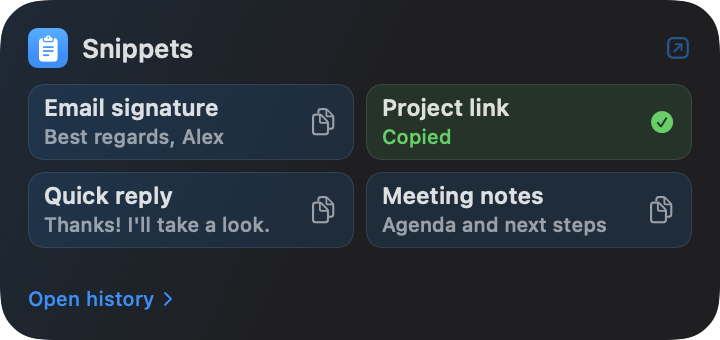 Snippets
Email signature
Best regards, Alex
Project link
Copied
Quick reply
Thanks! I'll take a look.
Meeting notes
Agenda and next steps
Open history